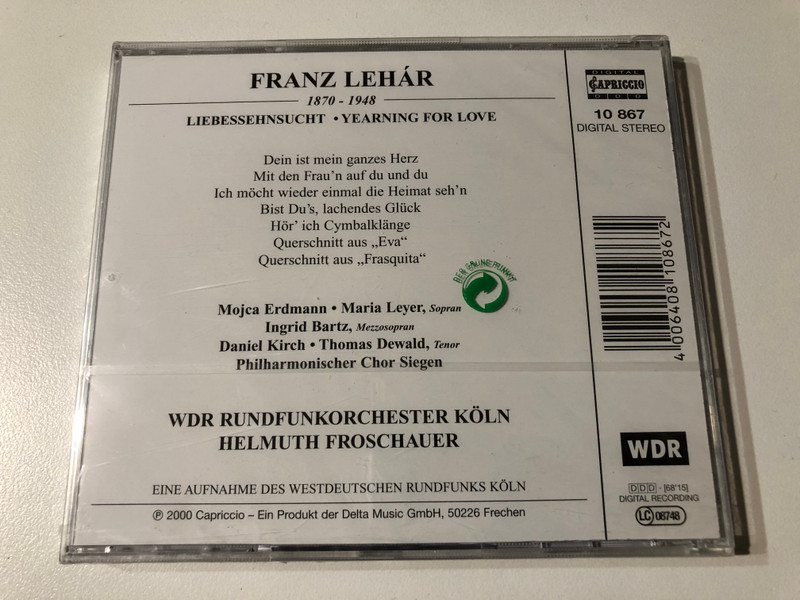 FRANZ LEHÁR
1870 - 1948
LIEBESSEHNSUCHT • YEARNING FOR LOVE
Dein ist mein ganzes Herz
Mit den Frau'n auf du und du
Ich möcht wieder einmal die Heimat seh'n
Bist Du's, lachendes Glück
Hör' ich Cymbalklänge
Querschnitt aus „Eva“
Querschnitt aus „Frasquita“
DER GRÜNE PUNKT
Mojca Erdmann • Maria Leyer, Sopran
Ingrid Bartz, Mezzosopran
Daniel Kirch • Thomas Dewald, Tenor
Philharmonischer Chor Siegen
WDR RUNDFUNKORCHESTER KÖLN
HELMUTH FROSCHAUER
EINE AUFNAHME DES WESTDEUTSCHEN RUNDFUNKS KÖLN
℗ 2000 Capriccio – Ein Produkt der Delta Music GmbH, 50226 Frechen
DIGITAL
CAPRICCIO
DDD
10 867
DIGITAL STEREO
4 006408 108672
WDR
DDD · [68'15]
DIGITAL RECORDING
LC 08748